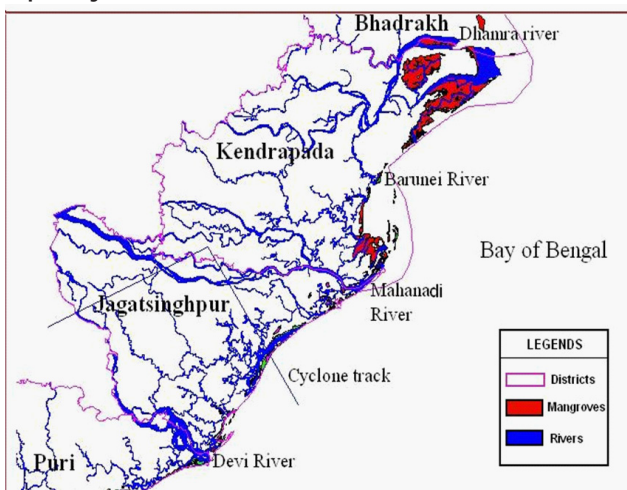 Bhadrakh
Dhamra river
Kendrapada
Barunei River
Bay of Bengal
Jagatsinghpur
Mahanadi
River
Cyclone track
Puri
Devi River
LEGENDS
Districts
Mangroves
Rivers